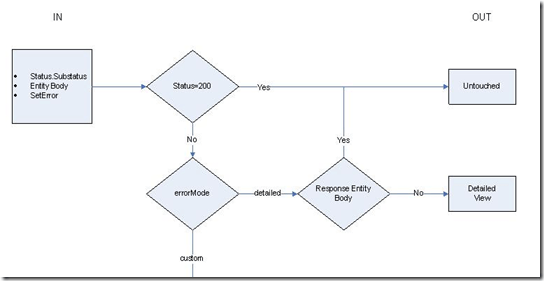 IN
OUT
Status.Substatus
Entity Body
SetError
Status=200
Yes
Untouched
No
Yes
errorMode
detailed
Response Entity
Body
No
Detailed
View
custom